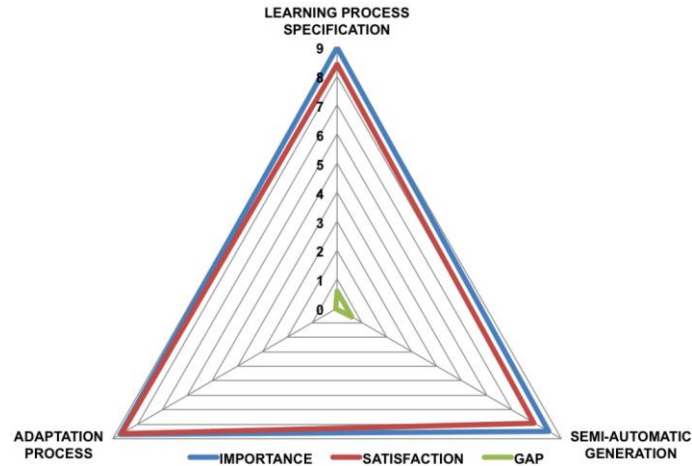 LEARNING PROCESS
SPECIFICATION
9
8
7
6
5
4
3
2
1
0
ADAPTATION
PROCESS
SEMI-AUTOMATIC
GENERATION
IMPORTANCE SATISFACTION GAP